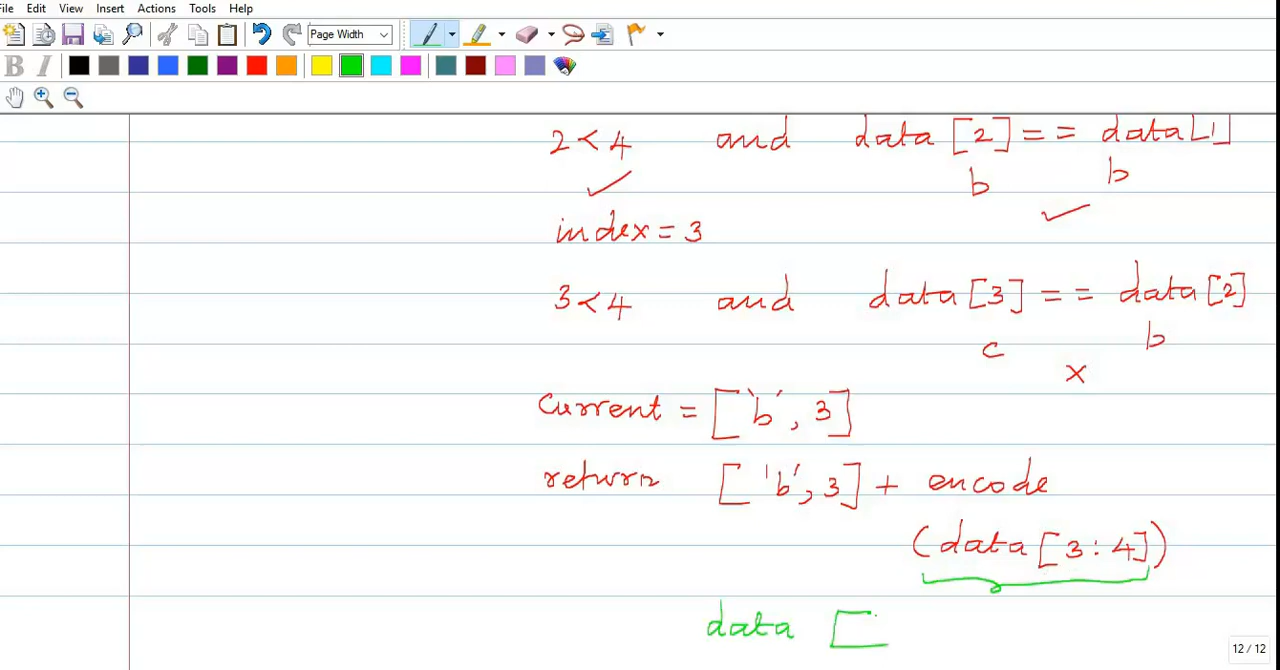 File Edit View Insert Actions Tools Help
Page Width
B I
2 < 4 and data [2] = = data [1]
b b
index = 3
3 < 4 and data [3] = = data [2]
c b
x
Current = ['b', 3]
return ['b', 3] + encode
(data [3 : 4])
data [
12 / 12